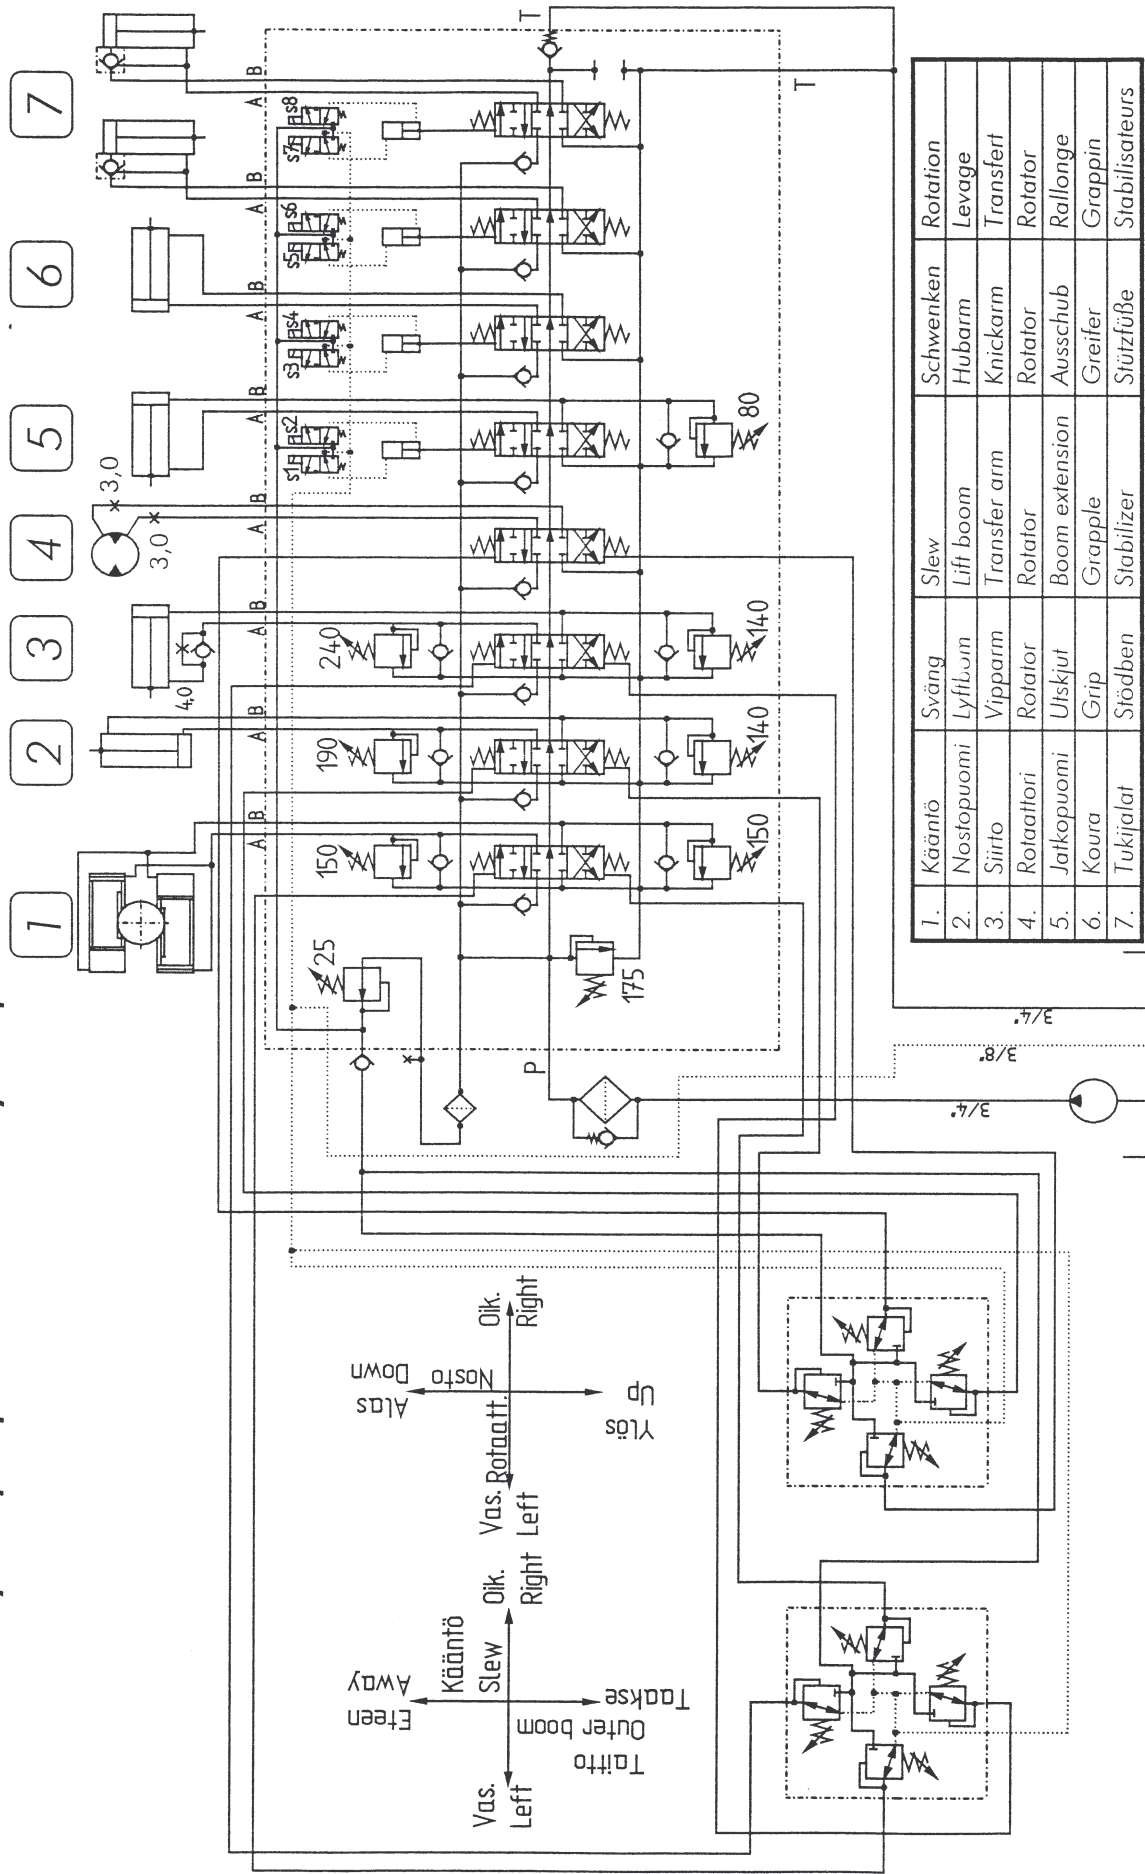 7
6
5
4
3
2
1
3,0
3,0
4,0
A B
A B
A B
A B
A B
A B
A B
A B
s8
s7
s6
s5
s4
s3
s2
s1
T
T
240
190
150
25
80
140
140
150
175
P
3/4"
3/8"
3/4"
Alas
Down
Nosto
Oik.
Right
Vas. Rotaatt.
Left
Ylös
Up
Eteen
Away
Kääntö
Slew
Oik.
Right
Vas.
Left
Taitto
Outer boom
Taakse
1. Kääntö Sväng Slew Schwenken Rotation
2. Nostopuomi Lyftbom Lift boom Hubarm Levage
3. Siirto Vipparm Transfer arm Knickarm Transfert
4. Rotaattori Rotator Rotator Rotator Rotator
5. Jatkopuomi Utskjut Boom extension Ausschub Rallonge
6. Koura Grip Grapple Greifer Grappin
7. Tukijalat Stödben Stabilizer Stützfüße Stabilisateurs